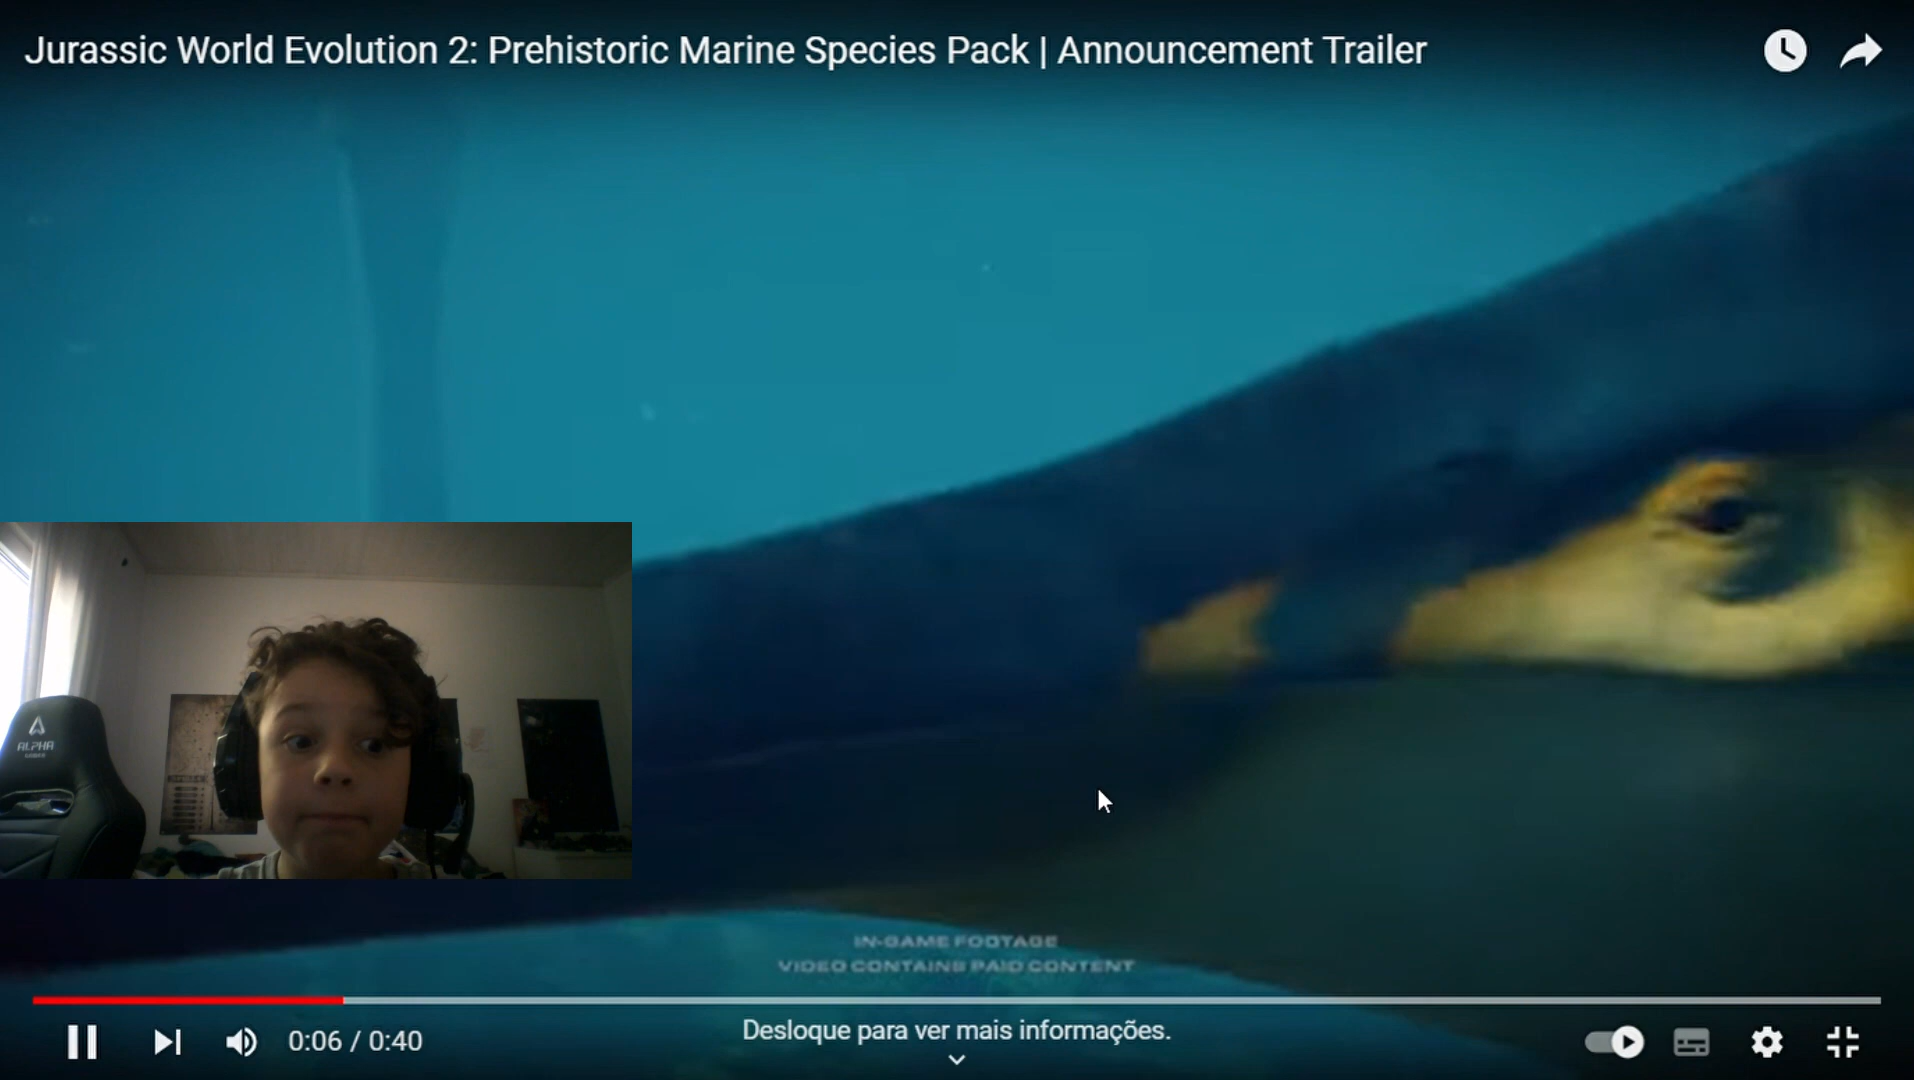 Jurassic World Evolution 2: Prehistoric Marine Species Pack | Announcement Trailer
ALPHA
IN-GAME FOOTAGE
VIDEO CONTAINS PAID CONTENT
0:06 / 0:40
Desloque para ver mais informações.